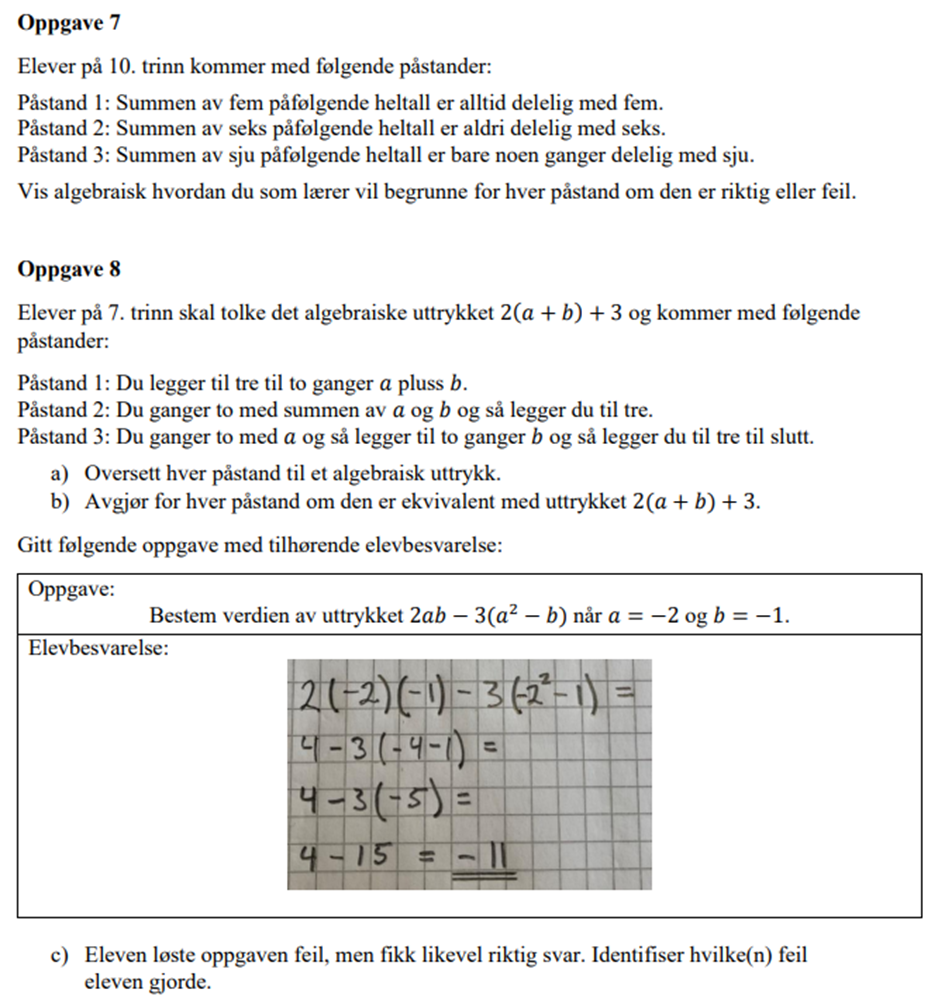 Oppgave 7
Elever på 10. trinn kommer med følgende påstander:
Påstand 1: Summen av fem påfølgende heltall er alltid delelig med fem.
Påstand 2: Summen av seks påfølgende heltall er aldri delelig med seks.
Påstand 3: Summen av sju påfølgende heltall er bare noen ganger delelig med sju.
Vis algebraisk hvordan du som lærer vil begrunne for hver påstand om den er riktig eller feil.
Oppgave 8
Elever på 7. trinn skal tolke det algebraiske uttrykket 2(a + b) + 3 og kommer med følgende
påstander:
Påstand 1: Du legger til tre til to ganger a pluss b.
Påstand 2: Du ganger to med summen av a og b og så legger du til tre.
Påstand 3: Du ganger to med a og så legger til to ganger b og så legger du til tre til slutt.
a) Oversett hver påstand til et algebraisk uttrykk.
b) Avgjør for hver påstand om den er ekvivalent med uttrykket 2(a + b) + 3.
Gitt følgende oppgave med tilhørende elevbesvarelse:
Oppgave:
Bestem verdien av uttrykket 2ab − 3(a² − b) når a = −2 og b = −1.
Elevbesvarelse:
2(-2)(-1) - 3(-2² - 1) =
4 - 3(-4-1) =
4 - 3(-5) =
4 - 15 = -11
c) Eleven løste oppgaven feil, men fikk likevel riktig svar. Identifiser hvilke(n) feil
eleven gjorde.